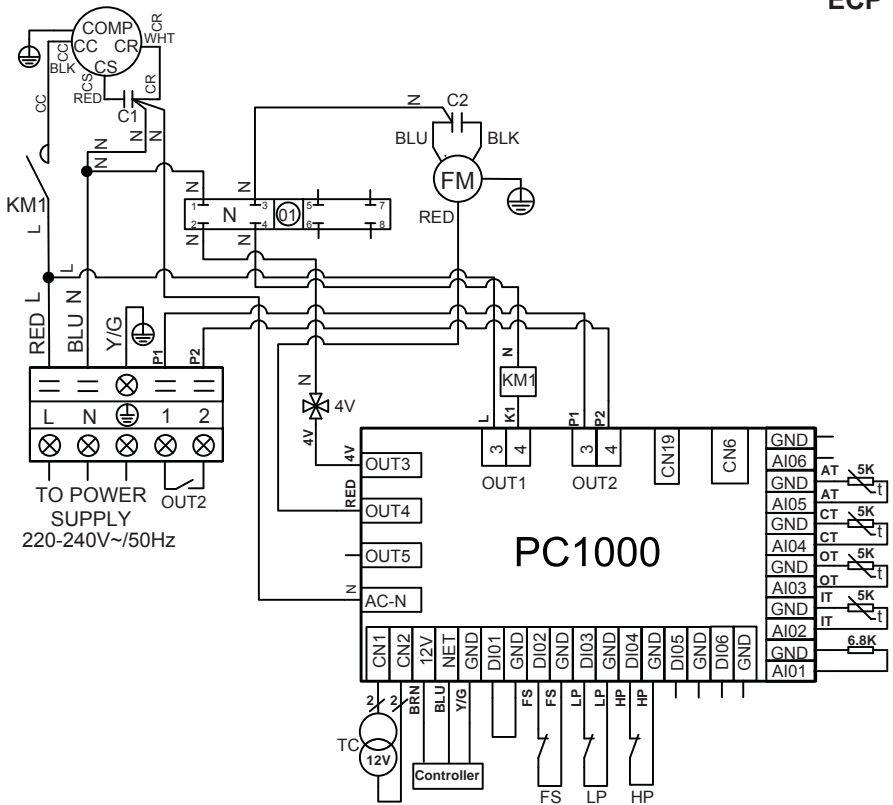 ECP
COMP
CC
CR
CS
CR
WHT
CC
BLK
CS
RED
CR
CC
C1
N
N
N
N
N
KM1
L
N
C2
BLU
BLK
FM
RED
N
N
1
3
5
7
N
01
2
4
6
8
N
N
L
RED L
BLU N
Y/G
P1
P2
L
N
1
2
TO POWER
SUPPLY
220-240V~/50Hz
OUT2
N
4V
4V
N
KM1
L
K1
P1
P2
3
4
3
4
OUT1
OUT2
CN19
CN6
4V
OUT3
RED
OUT4
OUT5
N
AC-N
PC1000
GND
AI06
GND
AI05
GND
AI04
GND
AI03
GND
AI02
GND
AI01
AT
5K
t
AT
CT
5K
t
CT
OT
5K
t
OT
IT
5K
t
IT
6.8K
CN1
CN2
12V
NET
GND
DI01
GND
DI02
GND
DI03
GND
DI04
GND
DI05
GND
DI06
GND
2
2
BRN
BLU
Y/G
FS
FS
LP
LP
HP
HP
TC
12V
Controller
FS
LP
HP